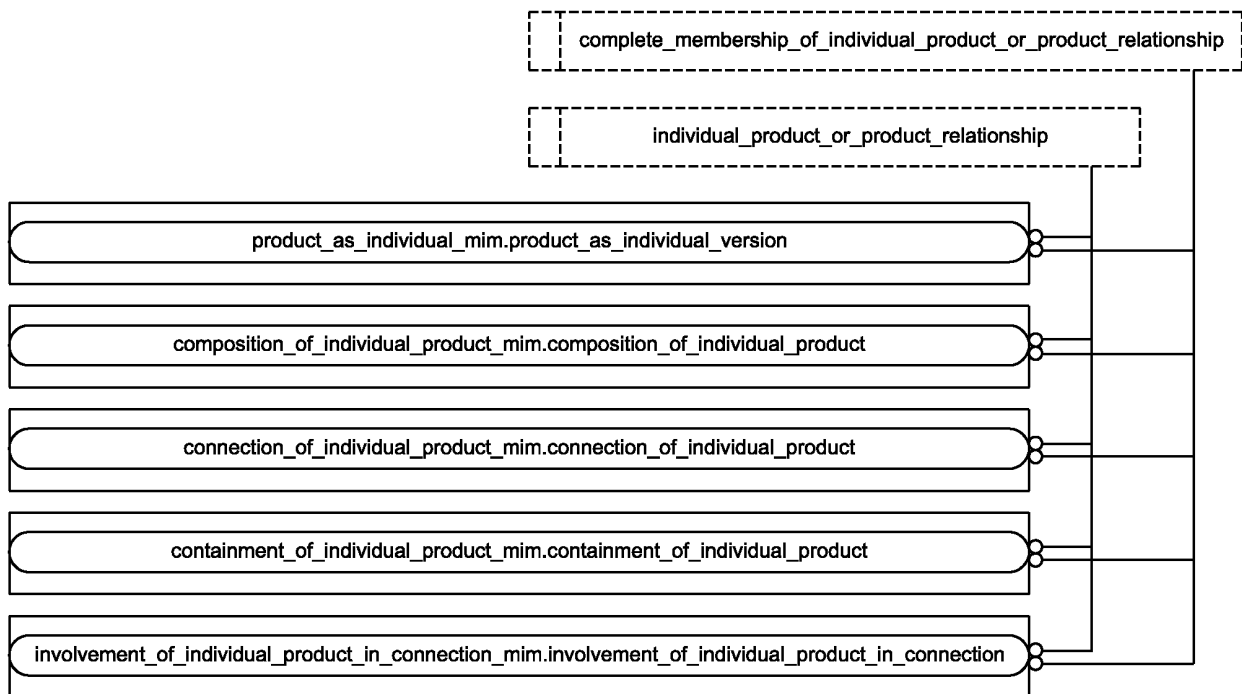 complete_membership_of_individual_product_or_product_relationship
individual_product_or_product_relationship
product_as_individual_mim.product_as_individual_version
composition_of_individual_product_mim.composition_of_individual_product
connection_of_individual_product_mim.connection_of_individual_product
containment_of_individual_product_mim.containment_of_individual_product
involvement_of_individual_product_in_connection_mim.involvement_of_individual_product_in_connection